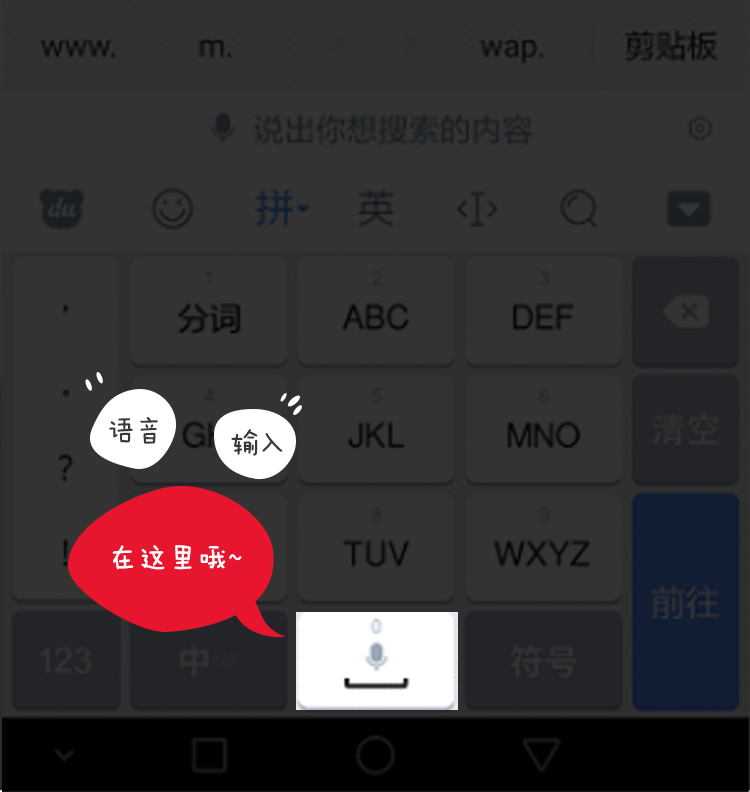 www. m. wap. 剪贴板
说出你想搜索的内容
du 拼 英
1 2 3
, 分词 ABC DEF
4 5 6
语音 输入 JKL MNO 清空
?
8 9
! 在这里哦~ TUV WXYZ
前往
0
123 中/英 符号